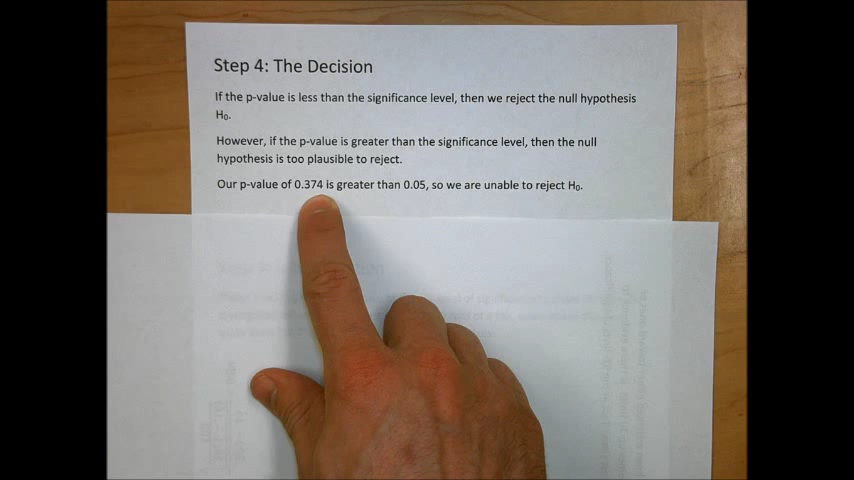 Step 4: The Decision
If the p-value is less than the significance level, then we reject the null hypothesis
H₀.
However, if the p-value is greater than the significance level, then the null
hypothesis is too plausible to reject.
Our p-value of 0.374 is greater than 0.05, so we are unable to reject H₀.